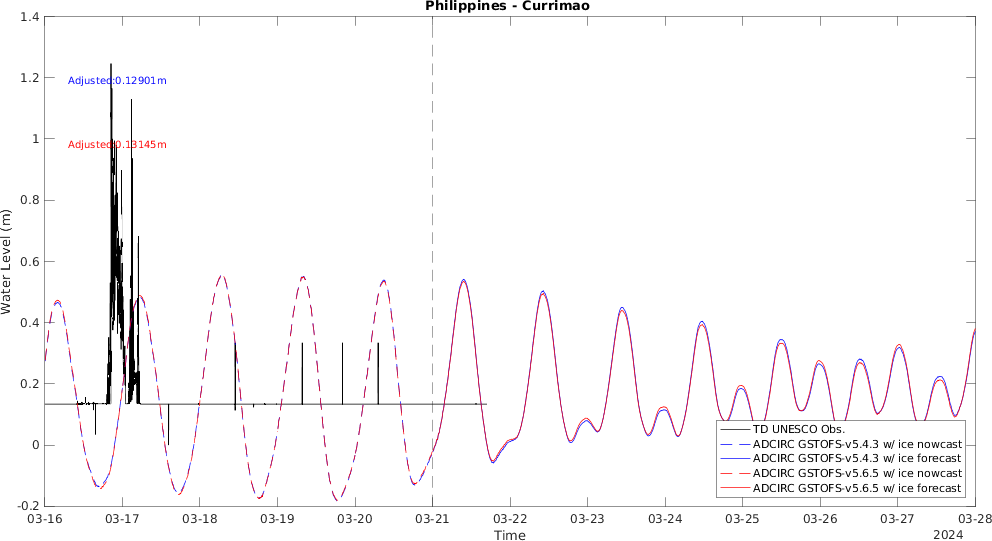 Philippines - Currimao
1.4
1.2
1
0.8
0.6
0.4
0.2
0
-0.2
Water Level (m)
Adjusted:0.12901m
Adjusted:0.13145m
TD UNESCO Obs.
ADCIRC GSTOFS-v5.4.3 w/ ice nowcast
ADCIRC GSTOFS-v5.4.3 w/ ice forecast
ADCIRC GSTOFS-v5.6.5 w/ ice nowcast
ADCIRC GSTOFS-v5.6.5 w/ ice forecast
03-16 03-17 03-18 03-19 03-20 03-21 03-22 03-23 03-24 03-25 03-26 03-27 03-28
Time
2024